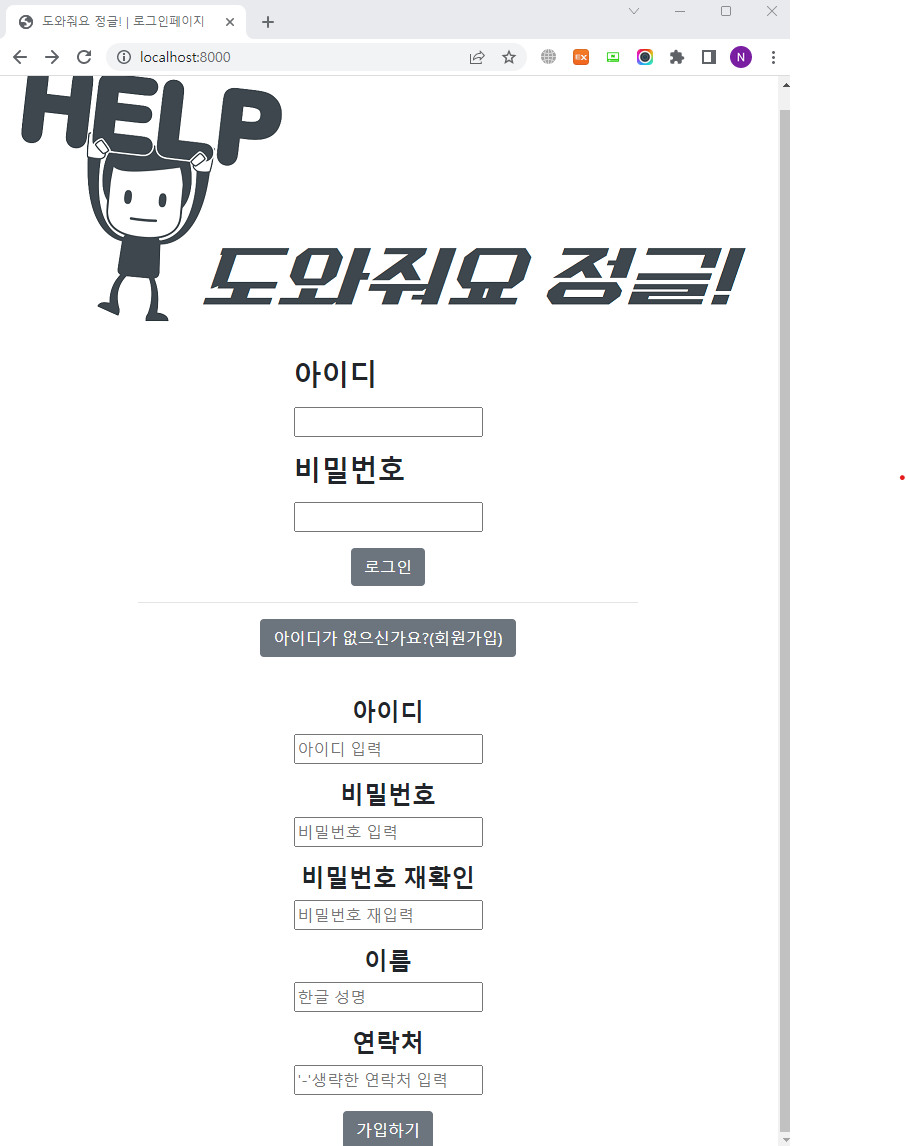 도와줘요 정글! | 로그인페이지
localhost:8000
EX
N
HELP
도와줘요 정글!
아이디
비밀번호
로그인
아이디가 없으신가요?(회원가입)
아이디
아이디 입력
비밀번호
비밀번호 입력
비밀번호 재확인
비밀번호 재입력
이름
한글 성명
연락처
'-'생략한 연락처 입력
가입하기